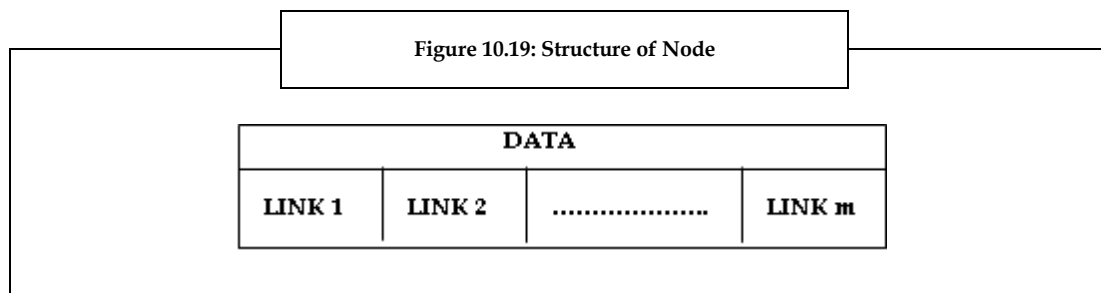 Figure 10.19: Structure of Node
DATA
LINK 1 LINK 2 ...................... LINK m